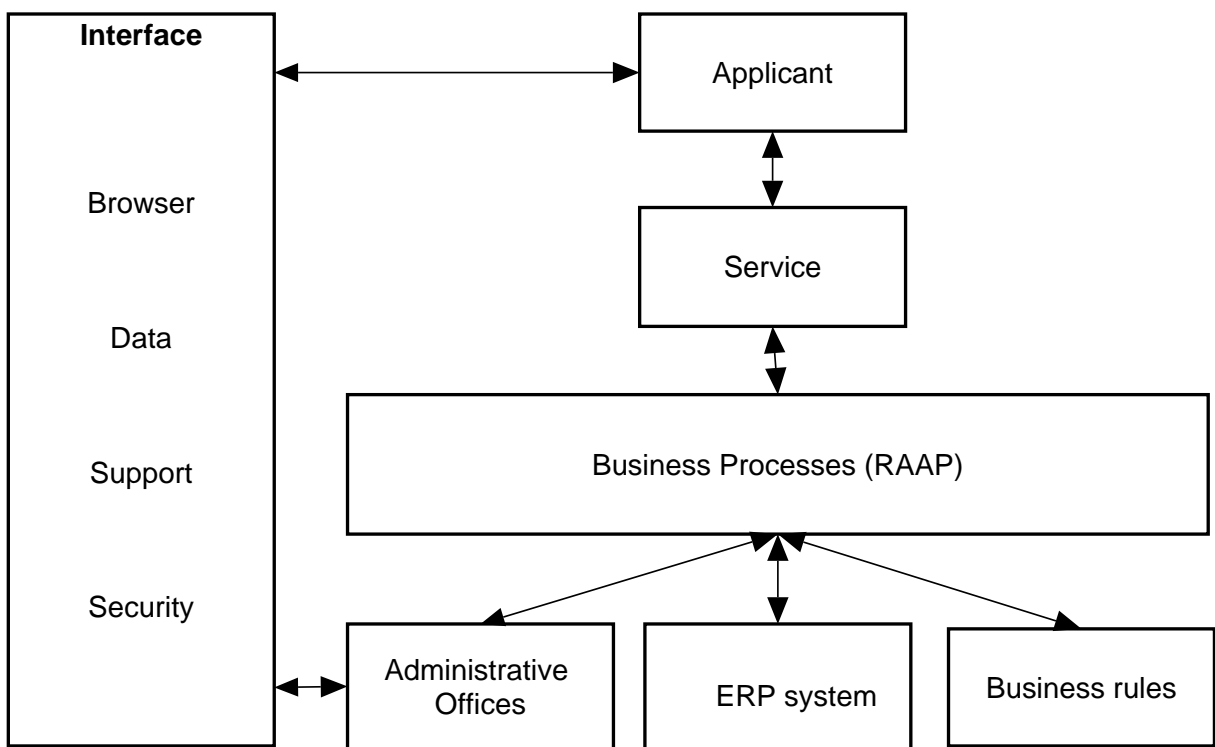 Interface
Applicant
Browser
Service
Data
Business Processes (RAAP)
Support
Security
Administrative
Offices
ERP system
Business rules